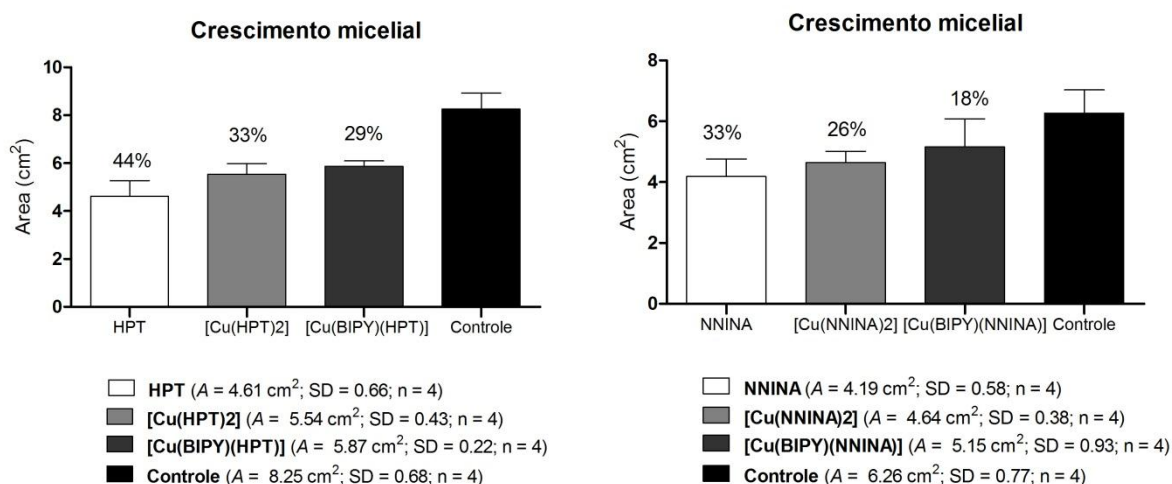 Crescimento micelial
Area (cm²)
10
8
6
4
2
0
44%
33%
29%
HPT
[Cu(HPT)2]
[Cu(BIPY)(HPT)]
Controle
HPT (A = 4.61 cm²; SD = 0.66; n = 4)
[Cu(HPT)2] (A = 5.54 cm²; SD = 0.43; n = 4)
[Cu(BIPY)(HPT)] (A = 5.87 cm²; SD = 0.22; n = 4)
Controle (A = 8.25 cm²; SD = 0.68; n = 4)
Crescimento micelial
Area (cm²)
8
6
4
2
0
33%
26%
18%
NNINA
[Cu(NNINA)2]
[Cu(BIPY)(NNINA)]
Controle
NNINA (A = 4.19 cm²; SD = 0.58; n = 4)
[Cu(NNINA)2] (A = 4.64 cm²; SD = 0.38; n = 4)
[Cu(BIPY)(NNINA)] (A = 5.15 cm²; SD = 0.93; n = 4)
Controle (A = 6.26 cm²; SD = 0.77; n = 4)